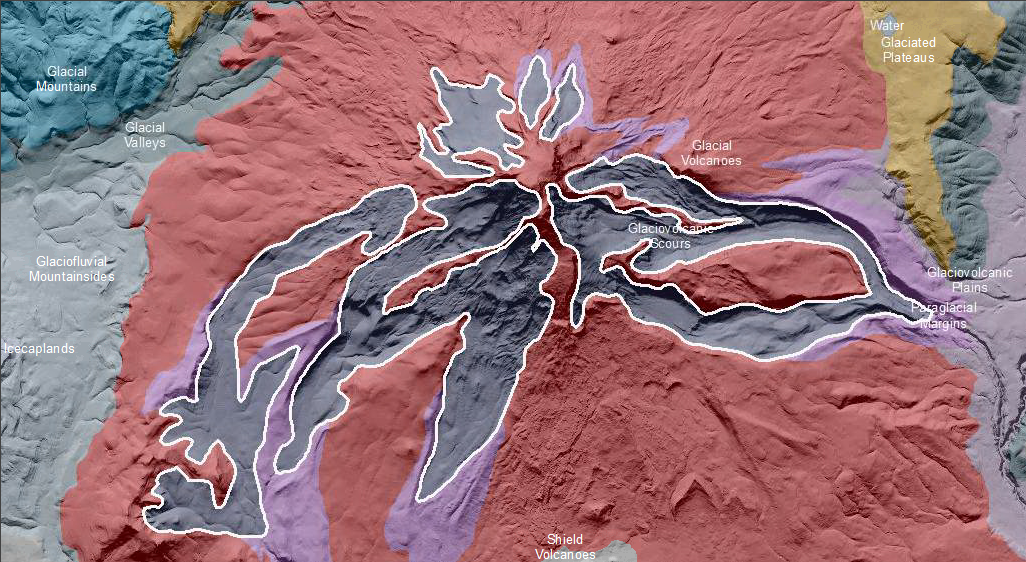 Water
Glaciated
Plateaus
Glacial
Mountains
Glacial
Valleys
Glacial
Volcanoes
Glaciovolcanic
Scours
Glaciofluvial
Mountainsides
Glaciovolcanic
Plains
Paraglacial
Margins
Icecaplands
Shield
Volcanoes